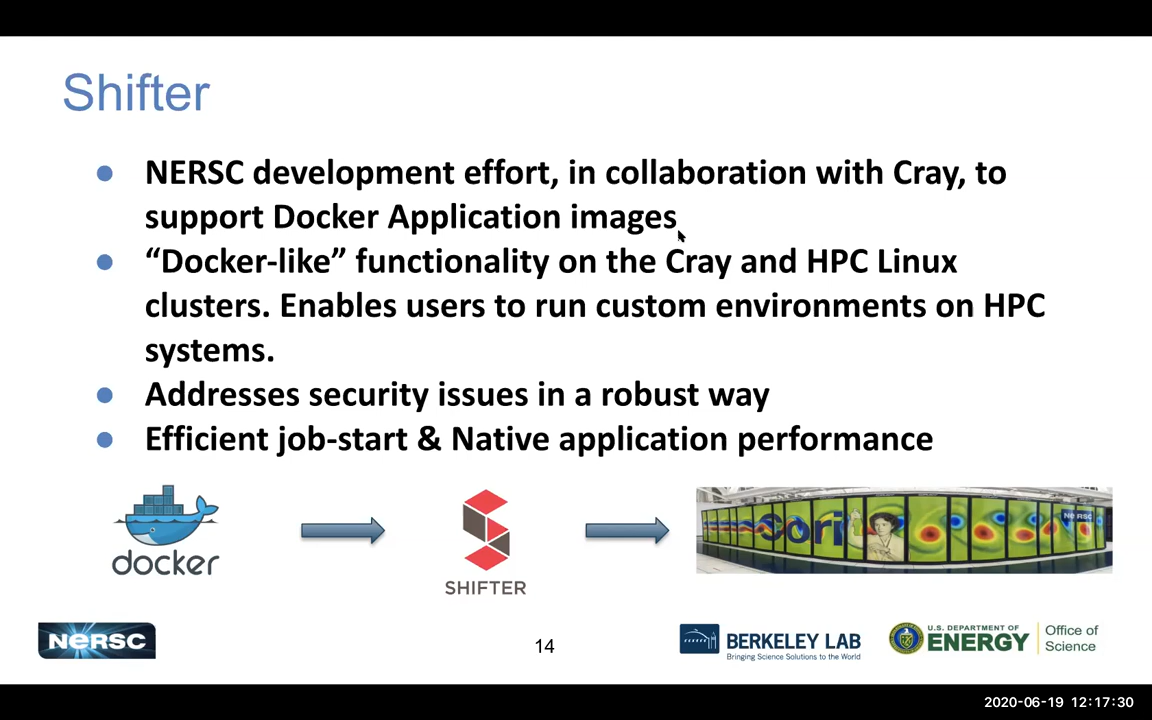 Shifter
● NERSC development effort, in collaboration with Cray, to
support Docker Application images
● “Docker-like” functionality on the Cray and HPC Linux
clusters. Enables users to run custom environments on HPC
systems.
● Addresses security issues in a robust way
● Efficient job-start & Native application performance
docker
SHIFTER
Cori
NERSC
NERSC
14
BERKELEY LAB
Bringing Science Solutions to the World
U.S. DEPARTMENT OF
ENERGY
Office of
Science
2020-06-19 12:17:30